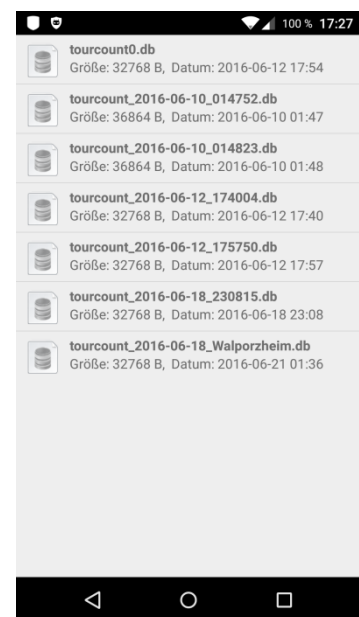 100 % 17:27
tourcount0.db
Größe: 32768 B, Datum: 2016-06-12 17:54
tourcount_2016-06-10_014752.db
Größe: 36864 B, Datum: 2016-06-10 01:47
tourcount_2016-06-10_014823.db
Größe: 36864 B, Datum: 2016-06-10 01:48
tourcount_2016-06-12_174004.db
Größe: 32768 B, Datum: 2016-06-12 17:40
tourcount_2016-06-12_175750.db
Größe: 32768 B, Datum: 2016-06-12 17:57
tourcount_2016-06-18_230815.db
Größe: 32768 B, Datum: 2016-06-18 23:08
tourcount_2016-06-18_Walporzheim.db
Größe: 32768 B, Datum: 2016-06-21 01:36